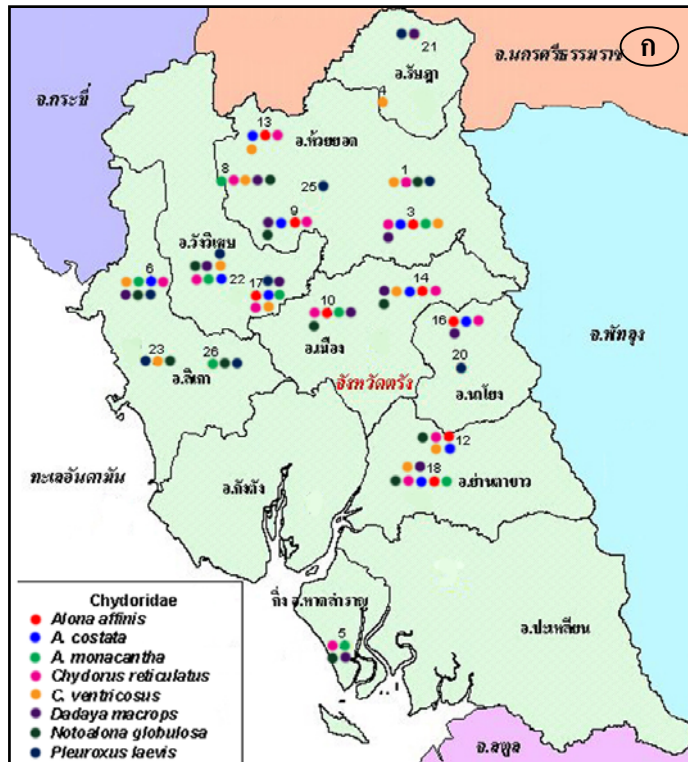 ก
21
จ.นครศรีธรรมราช
อ.รัษฎา
จ.กระบี่
4
13
อ.ห้วยยอด
8
1
25
9
3
อ.วังวิเศษ
6
22
17
14
10
16
อ.เมือง
20
23
26
อ.สิเกา
จังหวัดตรัง
อ.นาโยง
จ.พัทลุง
12
ทะเลอันดามัน
อ.กันตัง
18
อ.ย่านตาขาว
กิ่ง อ.หาดสำราญ
5
อ.ปะเหลียน
จ.สตูล
Chydoridae
Alona affinis
A. costata
A. monacantha
Chydorus reticulatus
C. ventricosus
Dadaya macrops
Notoalona globulosa
Pleuroxus laevis